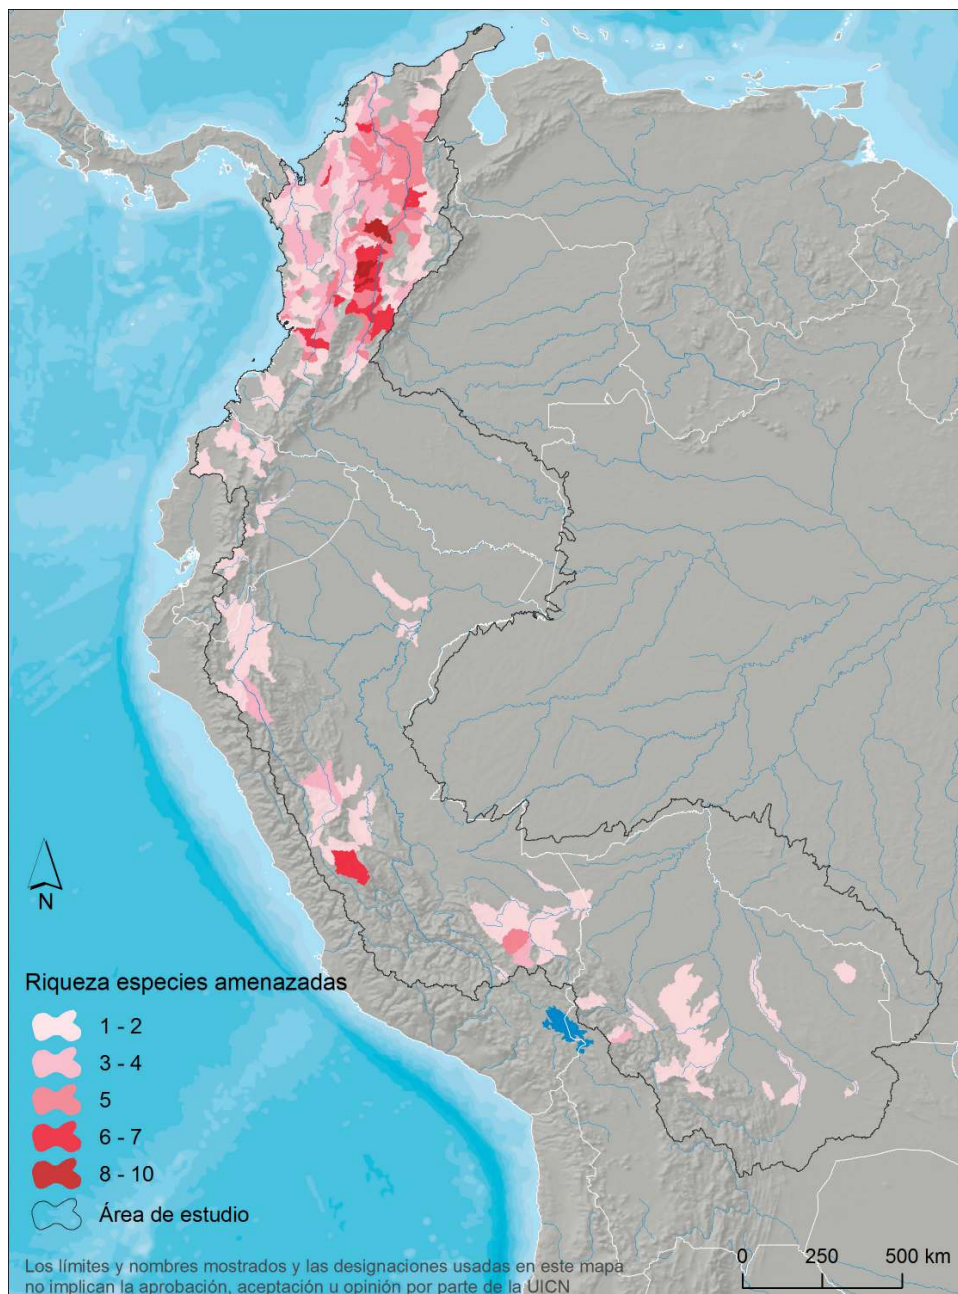 N
Riqueza especies amenazadas
1 - 2
3 - 4
5
6 - 7
8 - 10
Área de estudio
0 250 500 km
Los límites y nombres mostrados y las designaciones usadas en este mapa
no implican la aprobación, aceptación u opinión por parte de la UICN